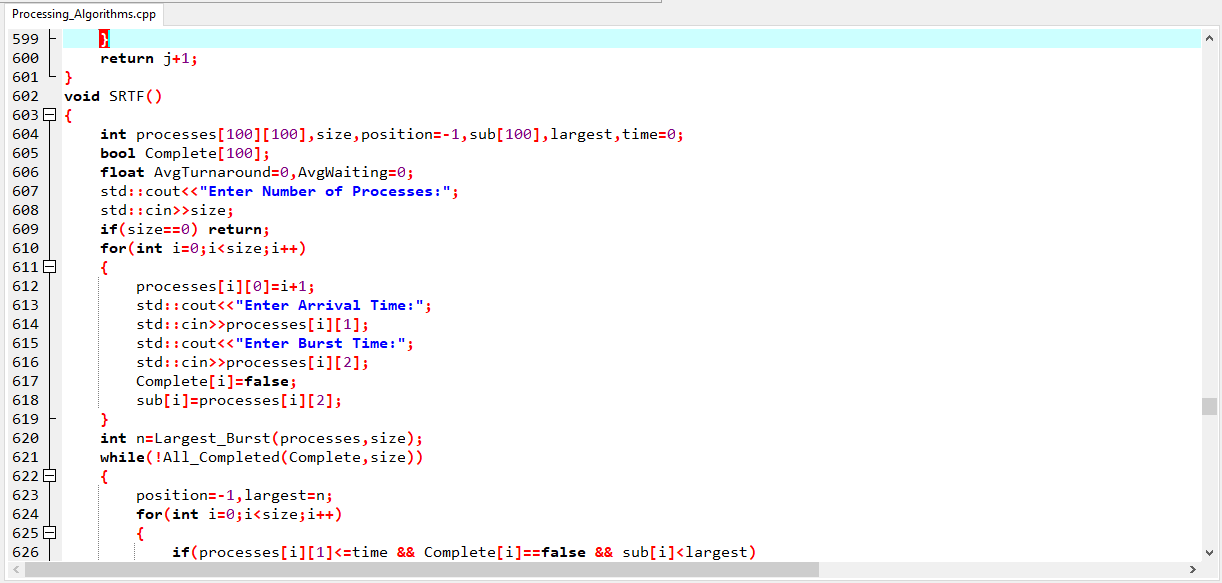 Processing_Algorithms.cpp
599 }
600 return j+1;
601 }
602 void SRTF()
603 {
604 int processes[100][100],size,position=-1,sub[100],largest,time=0;
605 bool Complete[100];
606 float AvgTurnaround=0,AvgWaiting=0;
607 std::cout<<"Enter Number of Processes:";
608 std::cin>>size;
609 if(size==0) return;
610 for(int i=0;i<size;i++)
611 {
612 processes[i][0]=i+1;
613 std::cout<<"Enter Arrival Time:";
614 std::cin>>processes[i][1];
615 std::cout<<"Enter Burst Time:";
616 std::cin>>processes[i][2];
617 Complete[i]=false;
618 sub[i]=processes[i][2];
619 }
620 int n=Largest_Burst(processes,size);
621 while(!All_Completed(Complete,size))
622 {
623 position=-1,largest=n;
624 for(int i=0;i<size;i++)
625 {
626 if(processes[i][1]<=time && Complete[i]==false && sub[i]<largest)